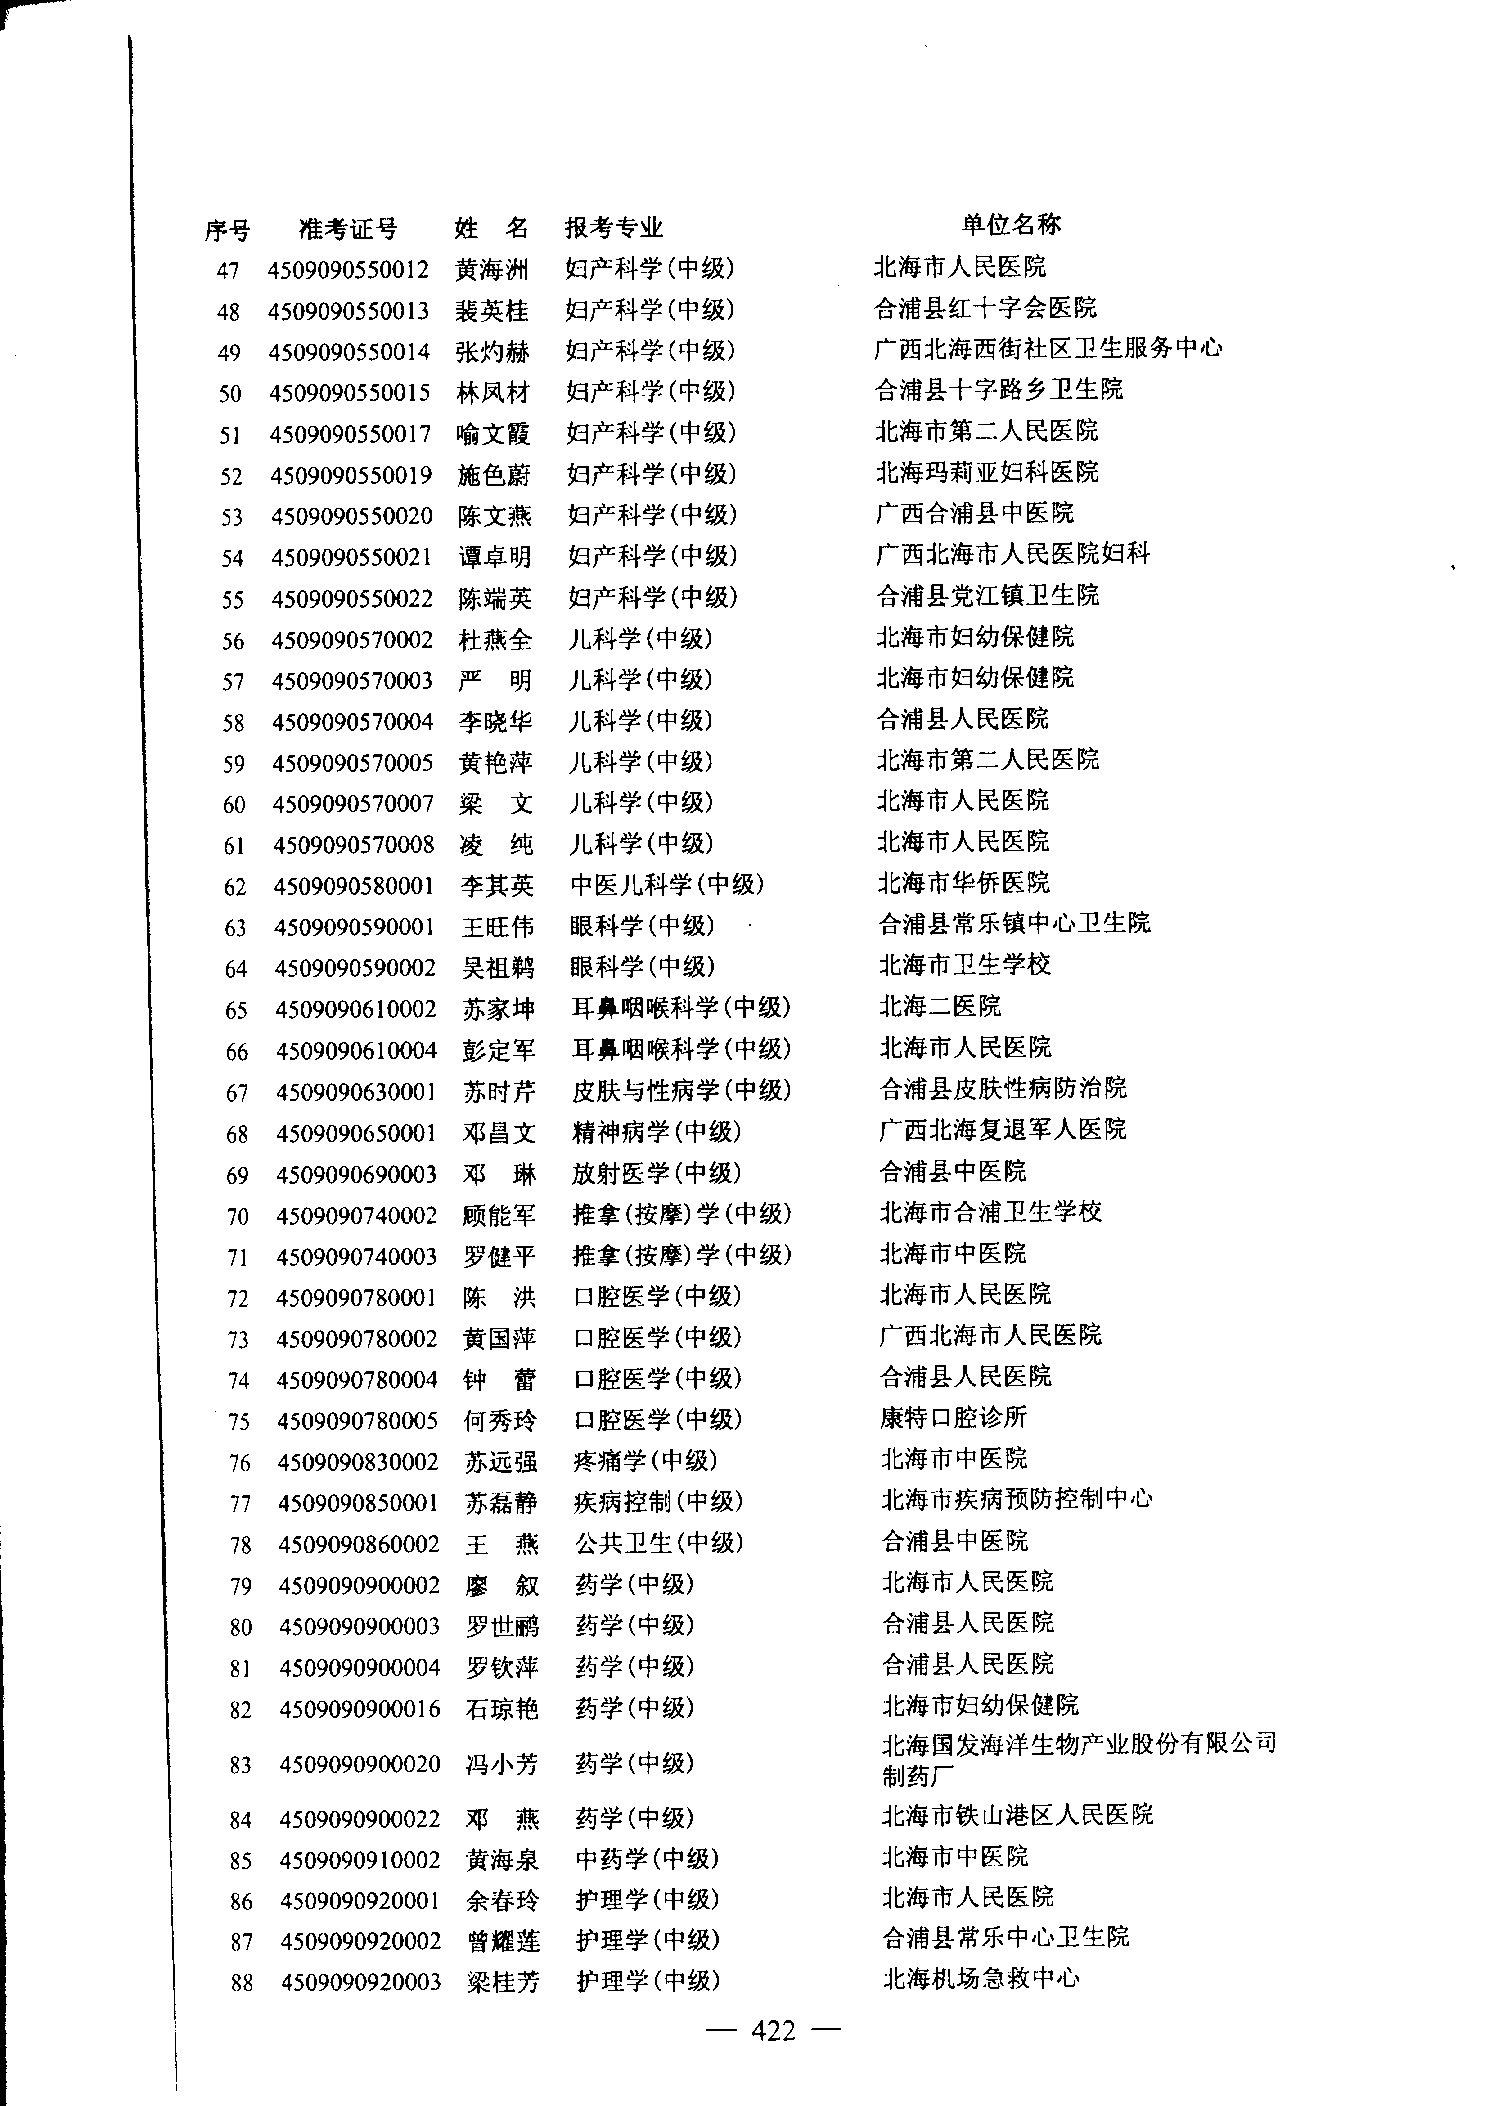 序号 准考证号 姓 名 报考专业 单位名称
47 4509090550012 黄海洲 妇产科学(中级) 北海市人民医院
48 4509090550013 裴英桂 妇产科学(中级) 合浦县红十字会医院
49 4509090550014 张灼赫 妇产科学(中级) 广西北海西街社区卫生服务中心
50 4509090550015 林凤材 妇产科学(中级) 合浦县十字路乡卫生院
51 4509090550017 喻文霞 妇产科学(中级) 北海市第二人民医院
52 4509090550019 施色蔚 妇产科学(中级) 北海玛莉亚妇科医院
53 4509090550020 陈文燕 妇产科学(中级) 广西合浦县中医院
54 4509090550021 谭卓明 妇产科学(中级) 广西北海市人民医院妇科
55 4509090550022 陈端英 妇产科学(中级) 合浦县党江镇卫生院
56 4509090570002 杜燕全 儿科学(中级) 北海市妇幼保健院
57 4509090570003 严 明 儿科学(中级) 北海市妇幼保健院
58 4509090570004 李晓华 儿科学(中级) 合浦县人民医院
59 4509090570005 黄艳萍 儿科学(中级) 北海市第二人民医院
60 4509090570007 梁 文 儿科学(中级) 北海市人民医院
61 4509090570008 凌 纯 儿科学(中级) 北海市人民医院
62 4509090580001 李其英 中医儿科学(中级) 北海市华侨医院
63 4509090590001 王旺伟 眼科学(中级) 合浦县常乐镇中心卫生院
64 4509090590002 吴祖鹅 眼科学(中级) 北海市卫生学校
65 4509090610002 苏家坤 耳鼻咽喉科学(中级) 北海二医院
66 4509090610004 彭定军 耳鼻咽喉科学(中级) 北海市人民医院
67 4509090630001 苏时芹 皮肤与性病学(中级) 合浦县皮肤性病防治院
68 4509090650001 邓昌文 精神病学(中级) 广西北海复退军人医院
69 4509090690003 邓 琳 放射医学(中级) 合浦县中医院
70 4509090740002 顾能军 推拿(按摩)学(中级) 北海市合浦卫生学校
71 4509090740003 罗健平 推拿(按摩)学(中级) 北海市中医院
72 4509090780001 陈 洪 口腔医学(中级) 北海市人民医院
73 4509090780002 黄国萍 口腔医学(中级) 广西北海市人民医院
74 4509090780004 钟 蕾 口腔医学(中级) 合浦县人民医院
75 4509090780005 何秀玲 口腔医学(中级) 康特口腔诊所
76 4509090830002 苏远强 疼痛学(中级) 北海市中医院
77 4509090850001 苏磊静 疾病控制(中级) 北海市疾病预防控制中心
78 4509090860002 王 燕 公共卫生(中级) 合浦县中医院
79 4509090900002 廖 叙 药学(中级) 北海市人民医院
80 4509090900003 罗世鹂 药学(中级) 合浦县人民医院
81 4509090900004 罗钦萍 药学(中级) 合浦县人民医院
82 4509090900016 石琼艳 药学(中级) 北海市妇幼保健院
83 4509090900020 冯小芳 药学(中级) 北海国发海洋生物产业股份有限公司
制药厂
84 4509090900022 邓 燕 药学(中级) 北海市铁山港区人民医院
85 4509090910002 黄海泉 中药学(中级) 北海市中医院
86 4509090920001 余春玲 护理学(中级) 北海市人民医院
87 4509090920002 曾耀莲 护理学(中级) 合浦县常乐中心卫生院
88 4509090920003 梁桂芳 护理学(中级) 北海机场急救中心
— 422 —